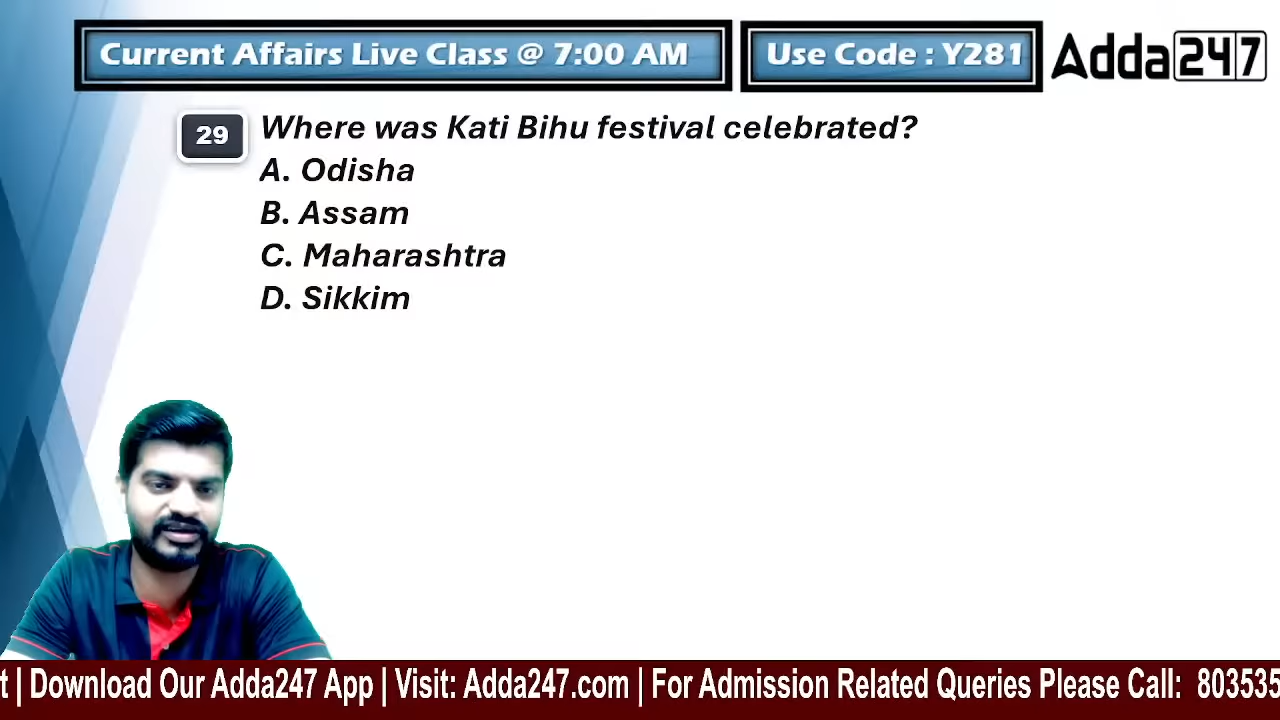 Current Affairs Live Class @ 7:00 AM
Use Code : Y281
Adda247
29
Where was Kati Bihu festival celebrated?
A. Odisha
B. Assam
C. Maharashtra
D. Sikkim
| Download Our Adda247 App | Visit: Adda247.com | For Admission Related Queries Please Call: 803535